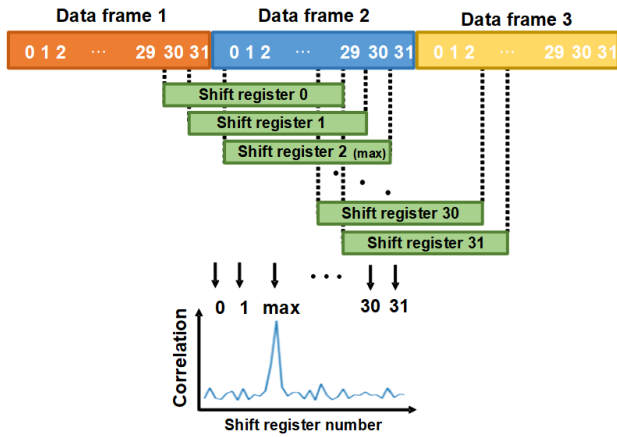 Data frame 1 Data frame 2 Data frame 3
0 1 2 ... 29 30 31 0 1 2 ... 29 30 31 0 1 2 ... 29 30 31
Shift register 0
Shift register 1
Shift register 2 (max)
Shift register 30
Shift register 31
0 1 max 30 31
Correlation
Shift register number